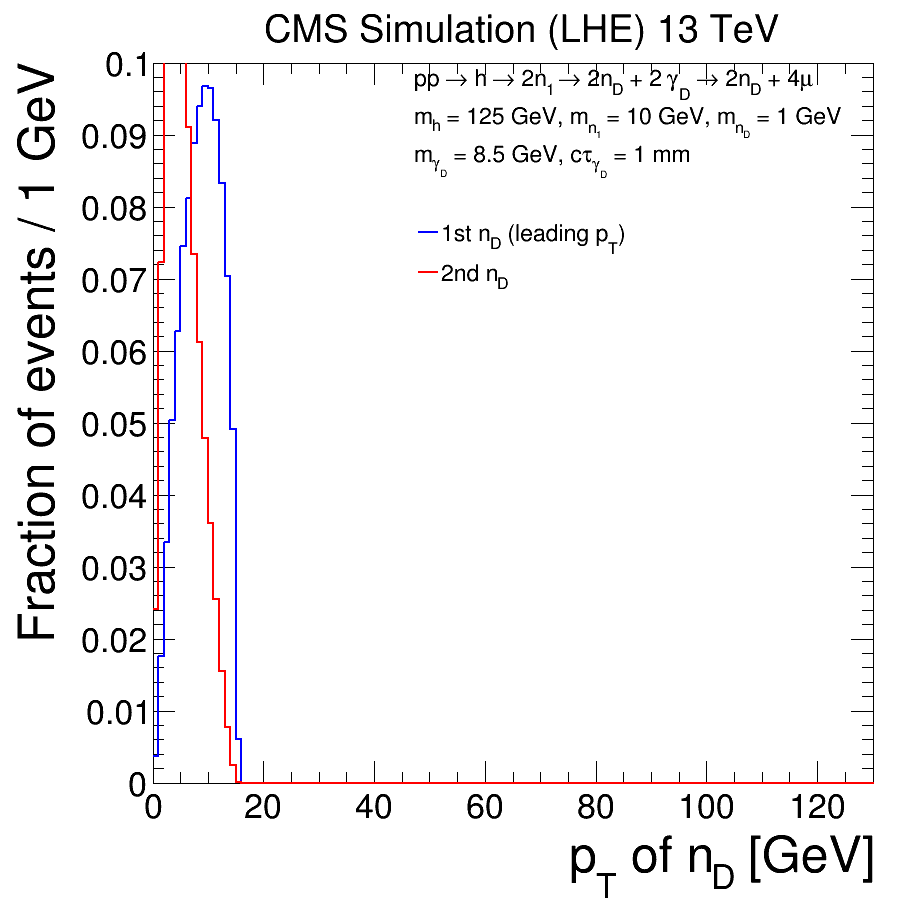 CMS Simulation (LHE) 13 TeV
Fraction of events / 1 GeV
0.1
0.09
0.08
0.07
0.06
0.05
0.04
0.03
0.02
0.01
0
pp → h → 2n₁ → 2n_D + 2 γ_D → 2n_D + 4μ
m_h = 125 GeV, m_n₁ = 10 GeV, m_n_D = 1 GeV
m_γ_D = 8.5 GeV, cτ_γ_D = 1 mm
1st n_D (leading p_T)
2nd n_D
0 20 40 60 80 100 120
p_T of n_D [GeV]